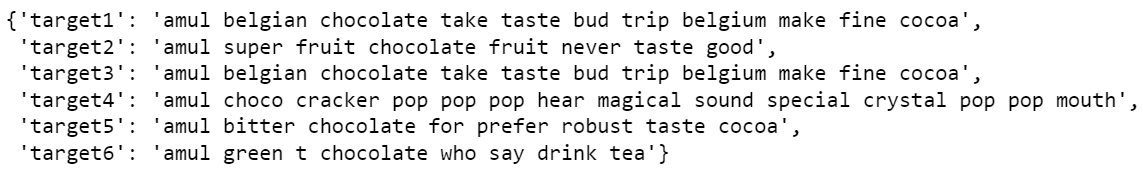 {'target1': 'amul belgian chocolate take taste bud trip belgium make fine cocoa',
 'target2': 'amul super fruit chocolate fruit never taste good',
 'target3': 'amul belgian chocolate take taste bud trip belgium make fine cocoa',
 'target4': 'amul choco cracker pop pop pop hear magical sound special crystal pop pop mouth',
 'target5': 'amul bitter chocolate for prefer robust taste cocoa',
 'target6': 'amul green t chocolate who say drink tea'}